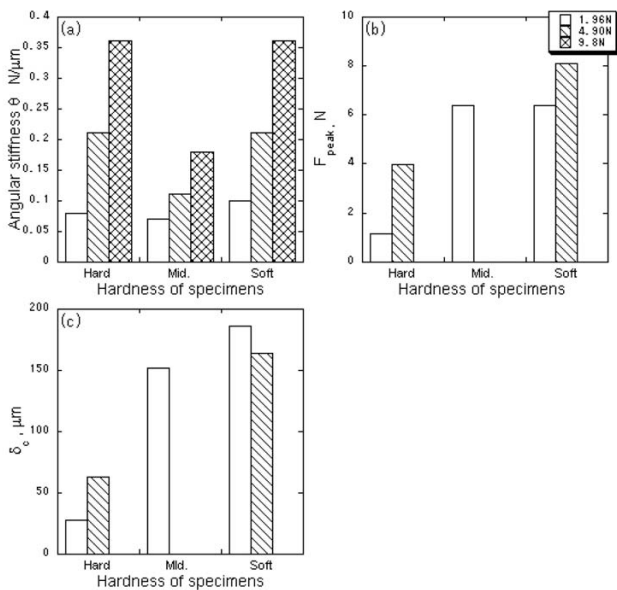 (a)
Angular stiffness θ N/μm
0.4
0.35
0.3
0.25
0.2
0.15
0.1
0.05
0
Hard Mid. Soft
Hardness of specimens
(b)
1.96N
4.90N
9.8N
F peak, N
10
8
6
4
2
0
Hard Mid. Soft
Hardness of specimens
(c)
δc, μm
200
150
100
50
0
Hard Mid. Soft
Hardness of specimens